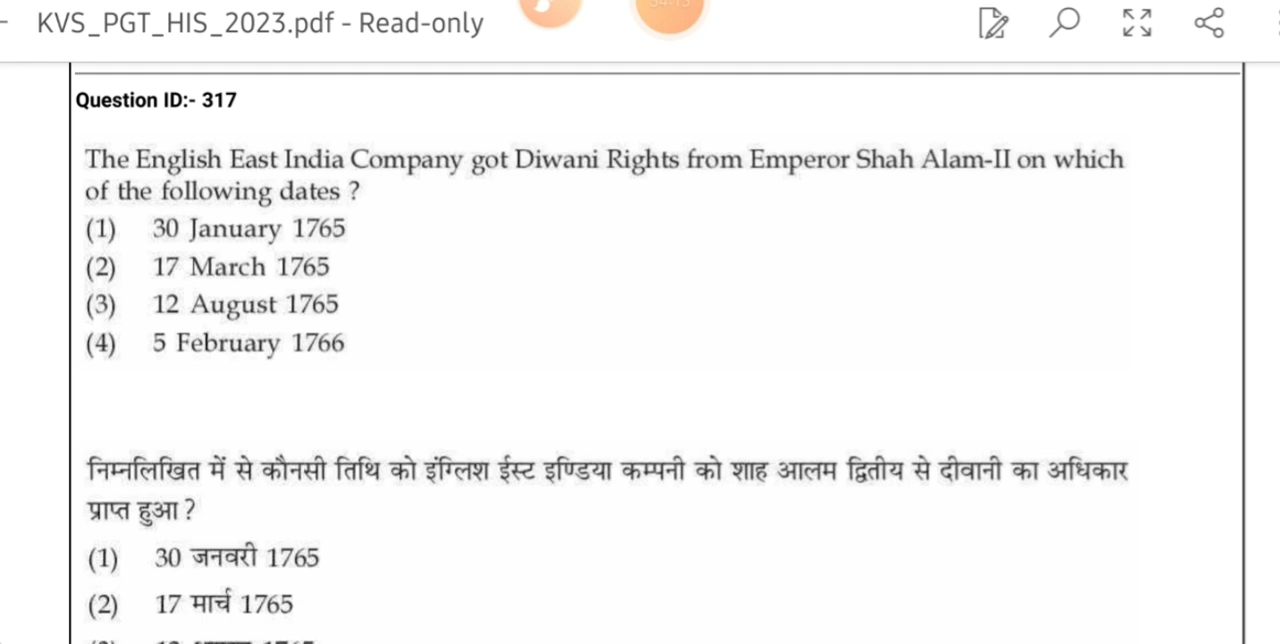 KVS_PGT_HIS_2023.pdf - Read-only
Question ID:- 317
The English East India Company got Diwani Rights from Emperor Shah Alam-II on which
of the following dates ?
(1) 30 January 1765
(2) 17 March 1765
(3) 12 August 1765
(4) 5 February 1766
निम्नलिखित में से कौनसी तिथि को इंग्लिश ईस्ट इण्डिया कम्पनी को शाह आलम द्वितीय से दीवानी का अधिकार
प्राप्त हुआ ?
(1) 30 जनवरी 1765
(2) 17 मार्च 1765